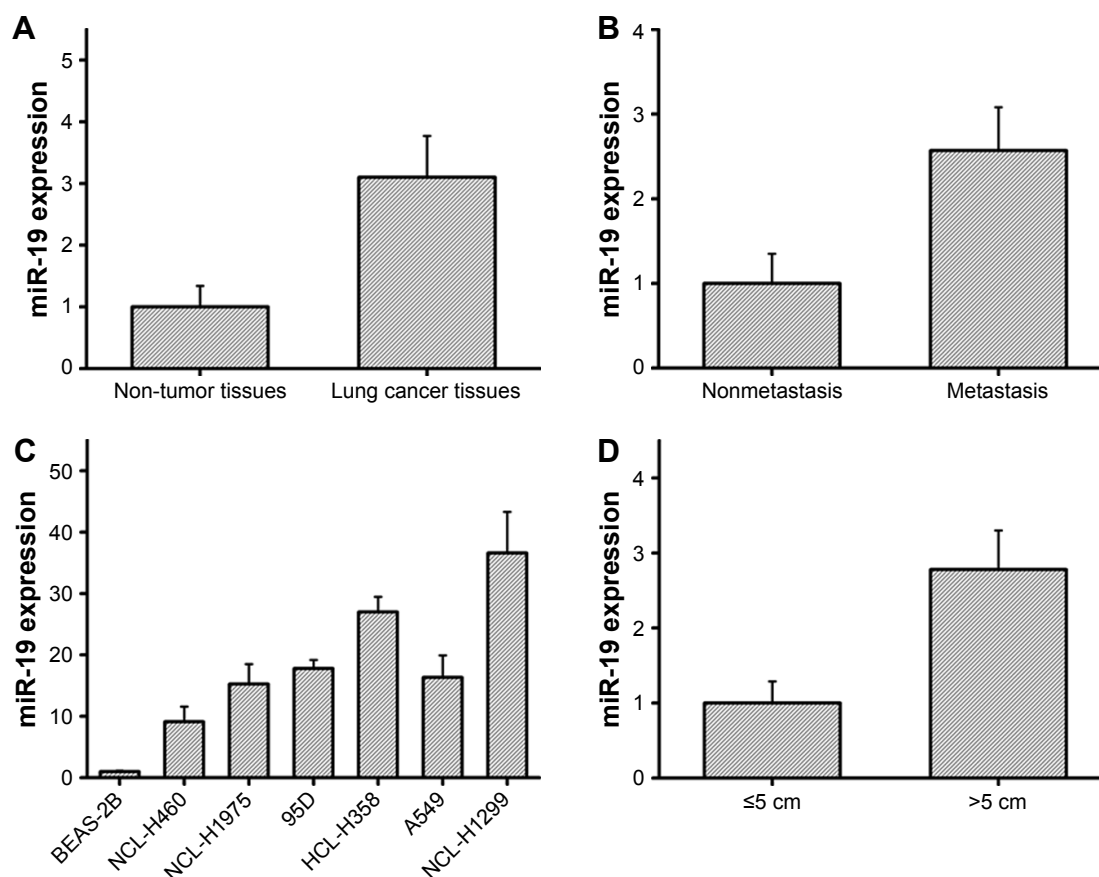 A
miR-19 expression
5
4
3
2
1
0
Non-tumor tissues
Lung cancer tissues
B
miR-19 expression
4
3
2
1
0
Nonmetastasis
Metastasis
C
miR-19 expression
50
40
30
20
10
0
BEAS-2B
NCL-H460
NCL-H1975
95D
HCL-H358
A549
NCL-H1299
D
miR-19 expression
4
3
2
1
0
≤5 cm
>5 cm